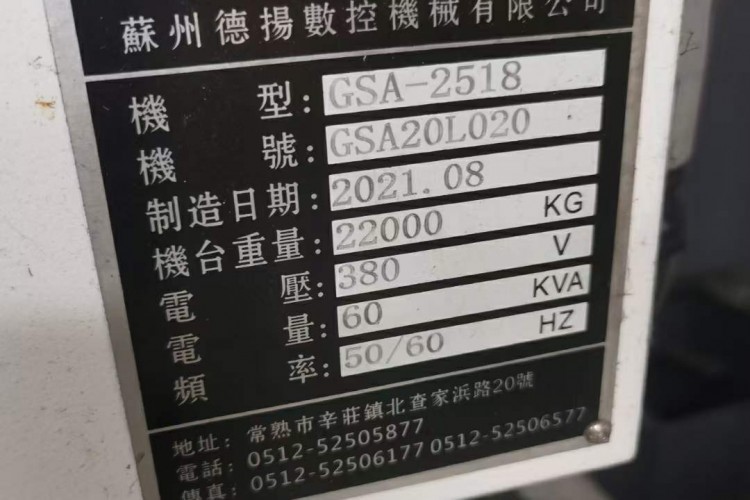 蘇州德揚數控機械有限公司
機型: GSA-2518
機號: GSA20L020
制造日期: 2021.08
機台重量: 22000 KG
電壓: 380 V
電量: 60 KVA
頻率: 50/60 HZ
地址: 常熟市辛莊鎮北查家浜路20號
電話: 0512-52505877
傳真: 0512-52506177 0512-52506577